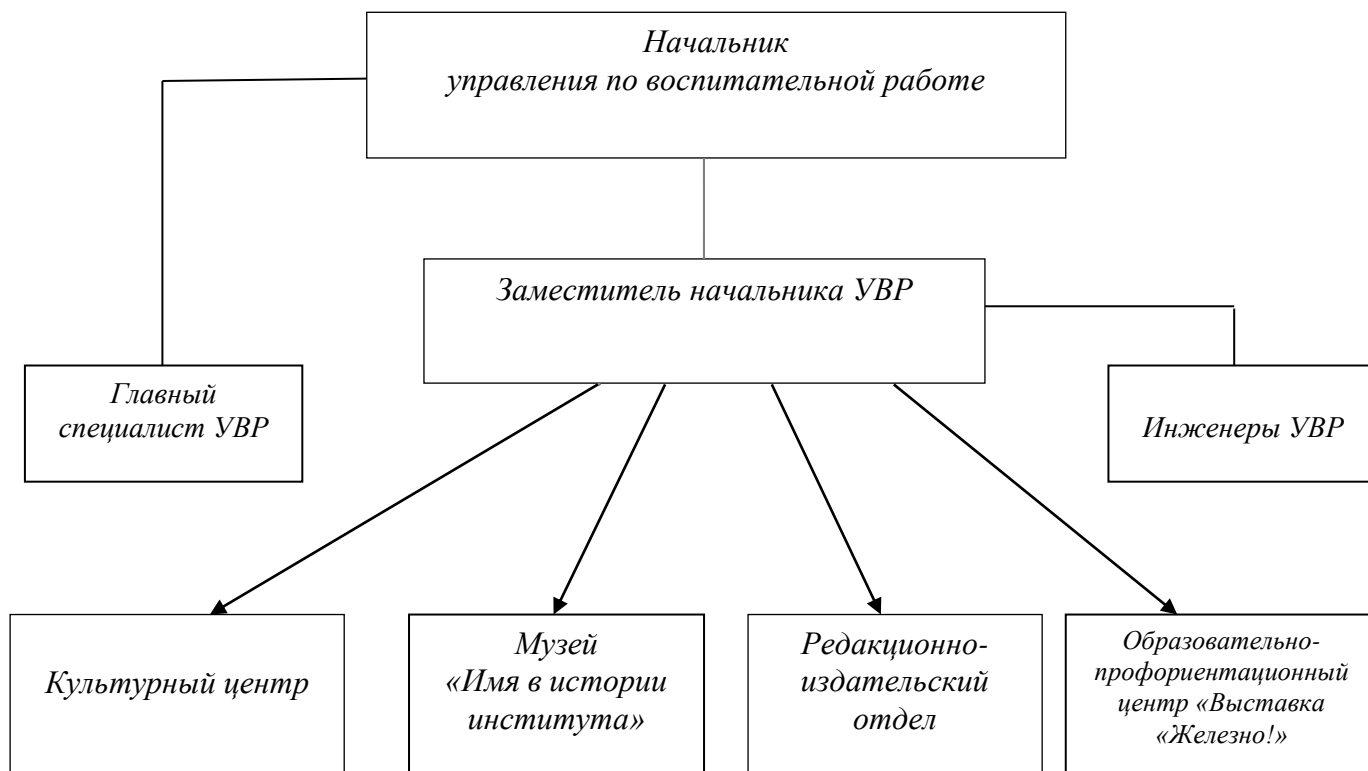 Начальник
управления по воспитательной работе
Заместитель начальника УВР
Главный
специалист УВР
Инженеры УВР
Культурный центр
Музей
«Имя в истории
института»
Редакционно-
издательский
отдел
Образовательно-
профориентационный
центр «Выставка
«Железно!»